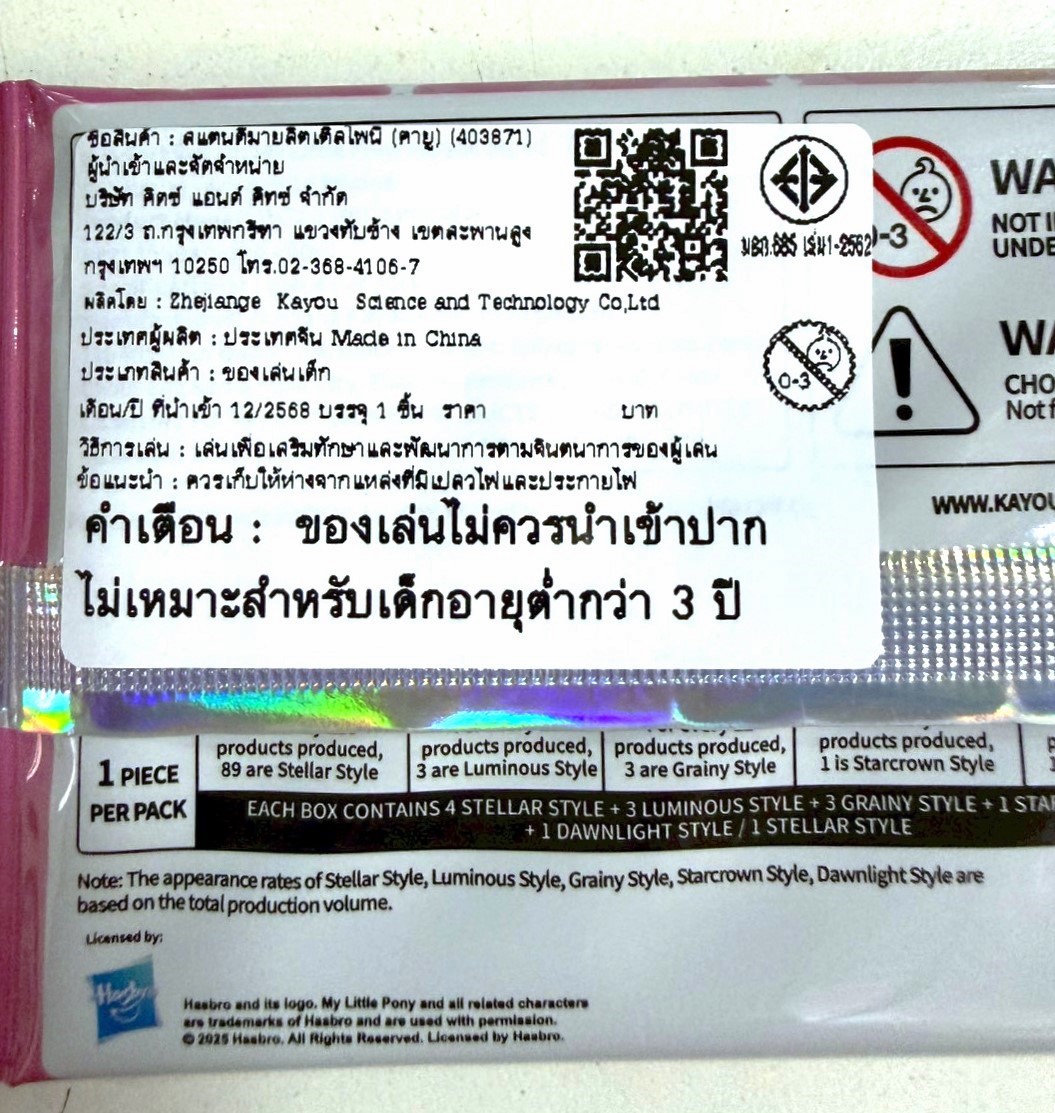 ชื่อสินค้า : สแตนดี้มายลิตเติ้ลโพนี่ (คายู) (403871)
ผู้นำเข้าและจัดจำหน่าย
บริษัท คิดซ์ แอนด์ คิทซ์ จำกัด
122/3 ถ.กรุงเทพกรีฑา แขวงทับช้าง เขตสะพานสูง
กรุงเทพฯ 10250 โทร.02-368-4106-7
มอก.685 เล่ม1-2562
ผลิตโดย : Zhejiange Kayou Science and Technology Co,Ltd
ประเทศผู้ผลิต : ประเทศจีน Made in China
ประเภทสินค้า : ของเล่นเด็ก
0-3
เดือน/ปี ที่นำเข้า 12/2568 บรรจุ 1 ชิ้น ราคา บาท
วิธีการเล่น : เล่นเพื่อเสริมทักษาและพัฒนาการตามจินตนาการของผู้เล่น
ข้อแนะนำ : ควรเก็บให้ห่างจากแหล่งที่มีเปลวไฟและประกายไฟ
คำเตือน : ของเล่นไม่ควรนำเข้าปาก
ไม่เหมาะสำหรับเด็กอายุต่ำกว่า 3 ปี
-3
WA
NOT I
UNDE
WA
CHO
Not f
WWW.KAYOU
1 PIECE
PER PACK
products produced,
89 are Stellar Style
products produced,
3 are Luminous Style
products produced,
3 are Grainy Style
products produced,
1 is Starcrown Style
EACH BOX CONTAINS 4 STELLAR STYLE + 3 LUMINOUS STYLE + 3 GRAINY STYLE + 1 STA
+ 1 DAWNLIGHT STYLE / 1 STELLAR STYLE
Note: The appearance rates of Stellar Style, Luminous Style, Grainy Style, Starcrown Style, Dawnlight Style are
based on the total production volume.
Licensed by:
Hasbro
Hasbro and its logo, My Little Pony and all related characters
are trademarks of Hasbro and are used with permission.
© 2025 Hasbro. All Rights Reserved. Licensed by Hasbro.